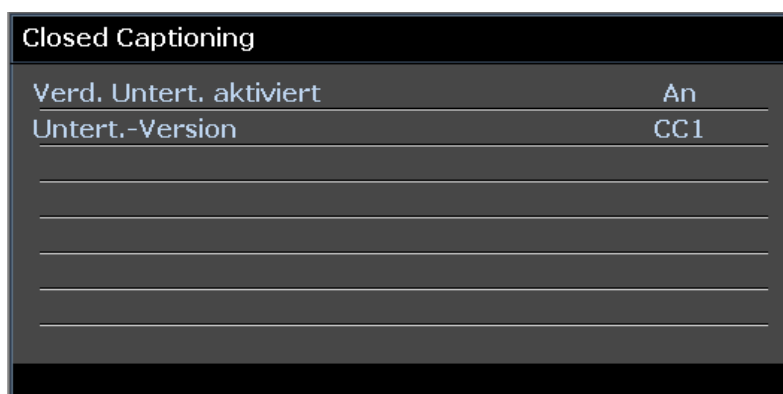 Closed Captioning
Verd. Untert. aktiviert An
Untert.-Version CC1